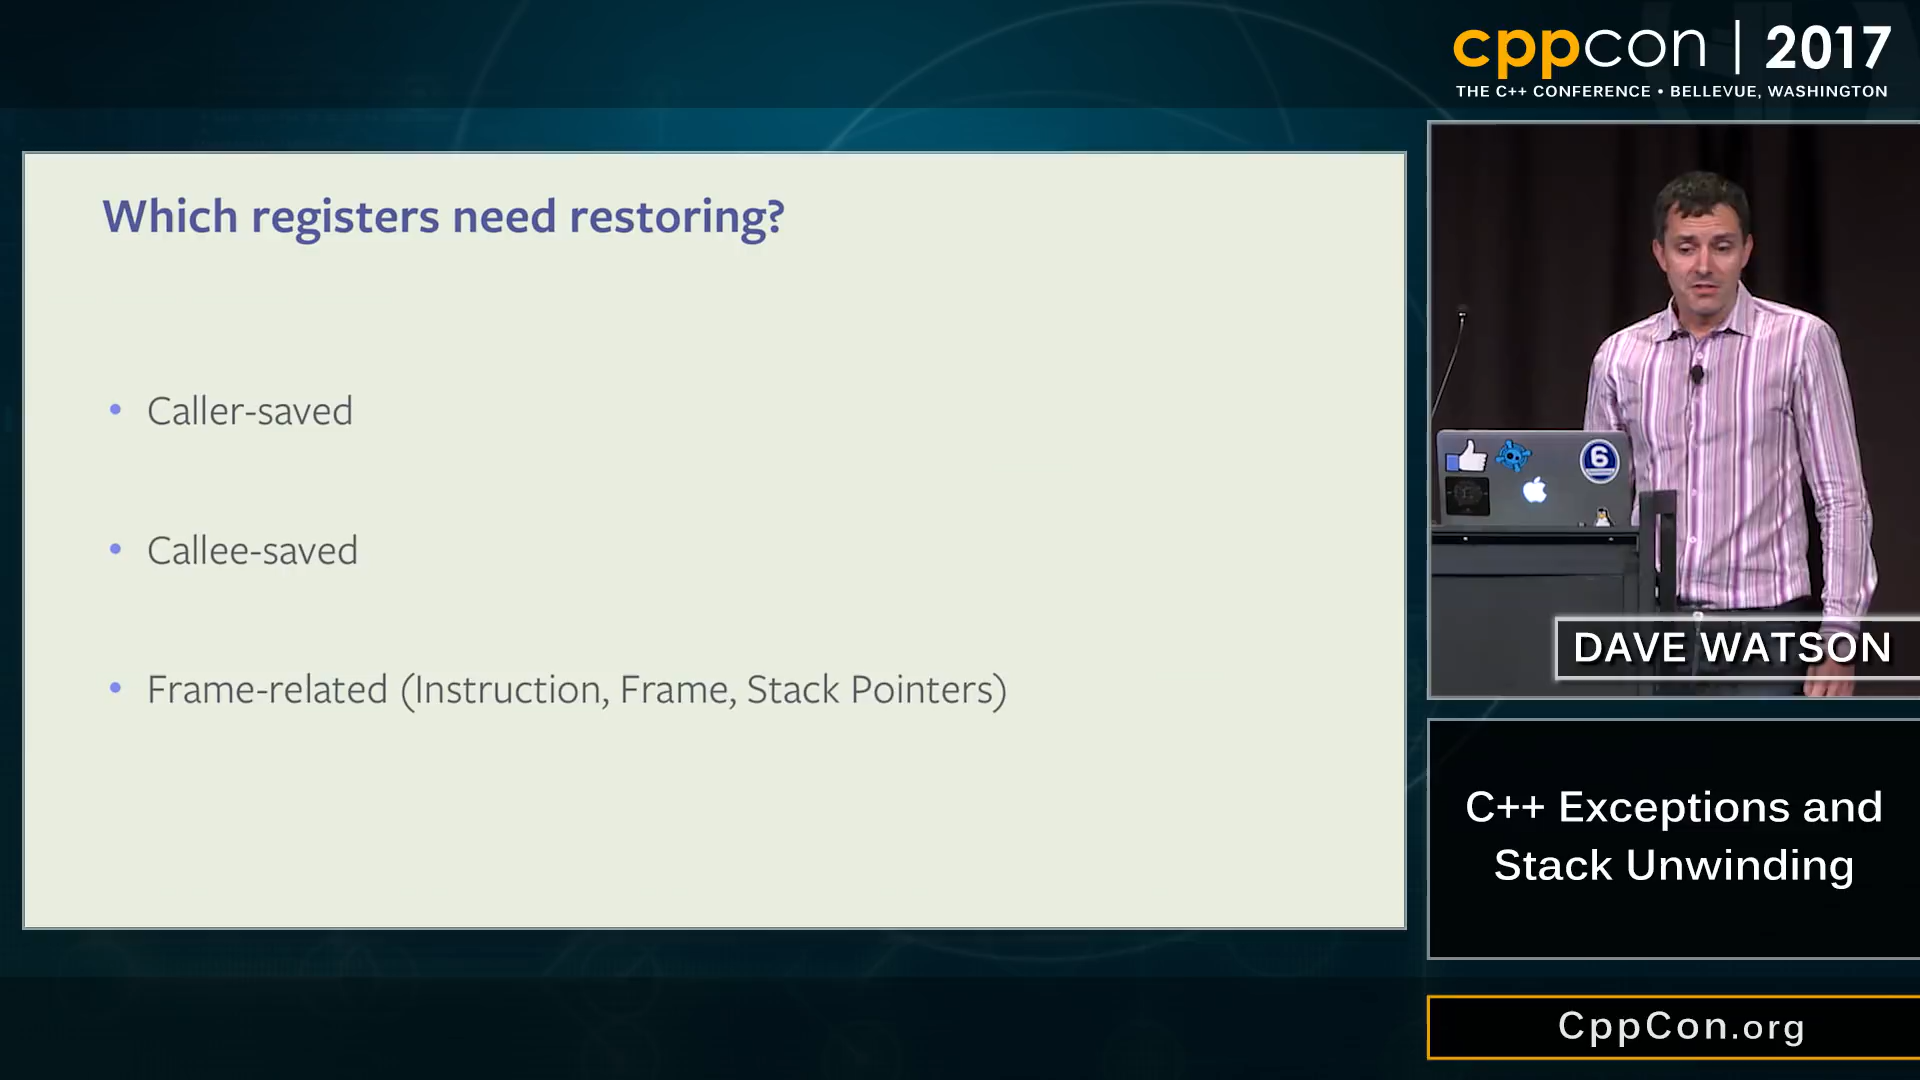 cppcon | 2017
THE C++ CONFERENCE • BELLEVUE, WASHINGTON
Which registers need restoring?
• Caller-saved
• Callee-saved
• Frame-related (Instruction, Frame, Stack Pointers)
6
DAVE WATSON
C++ Exceptions and
Stack Unwinding
CppCon.org